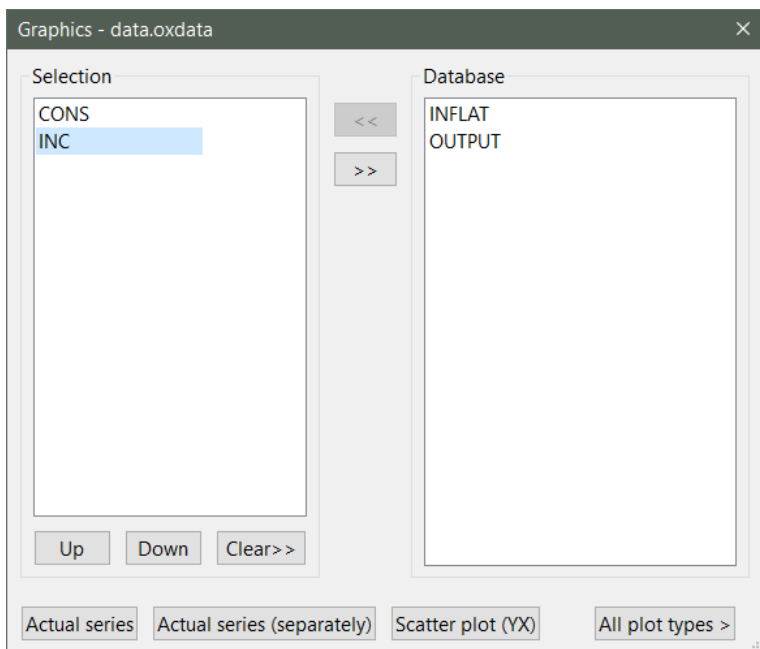 Graphics - data.oxdata
Selection
CONS
INC
<<
>>
Database
INFLAT
OUTPUT
Up
Down
Clear>>
Actual series
Actual series (separately)
Scatter plot (YX)
All plot types >